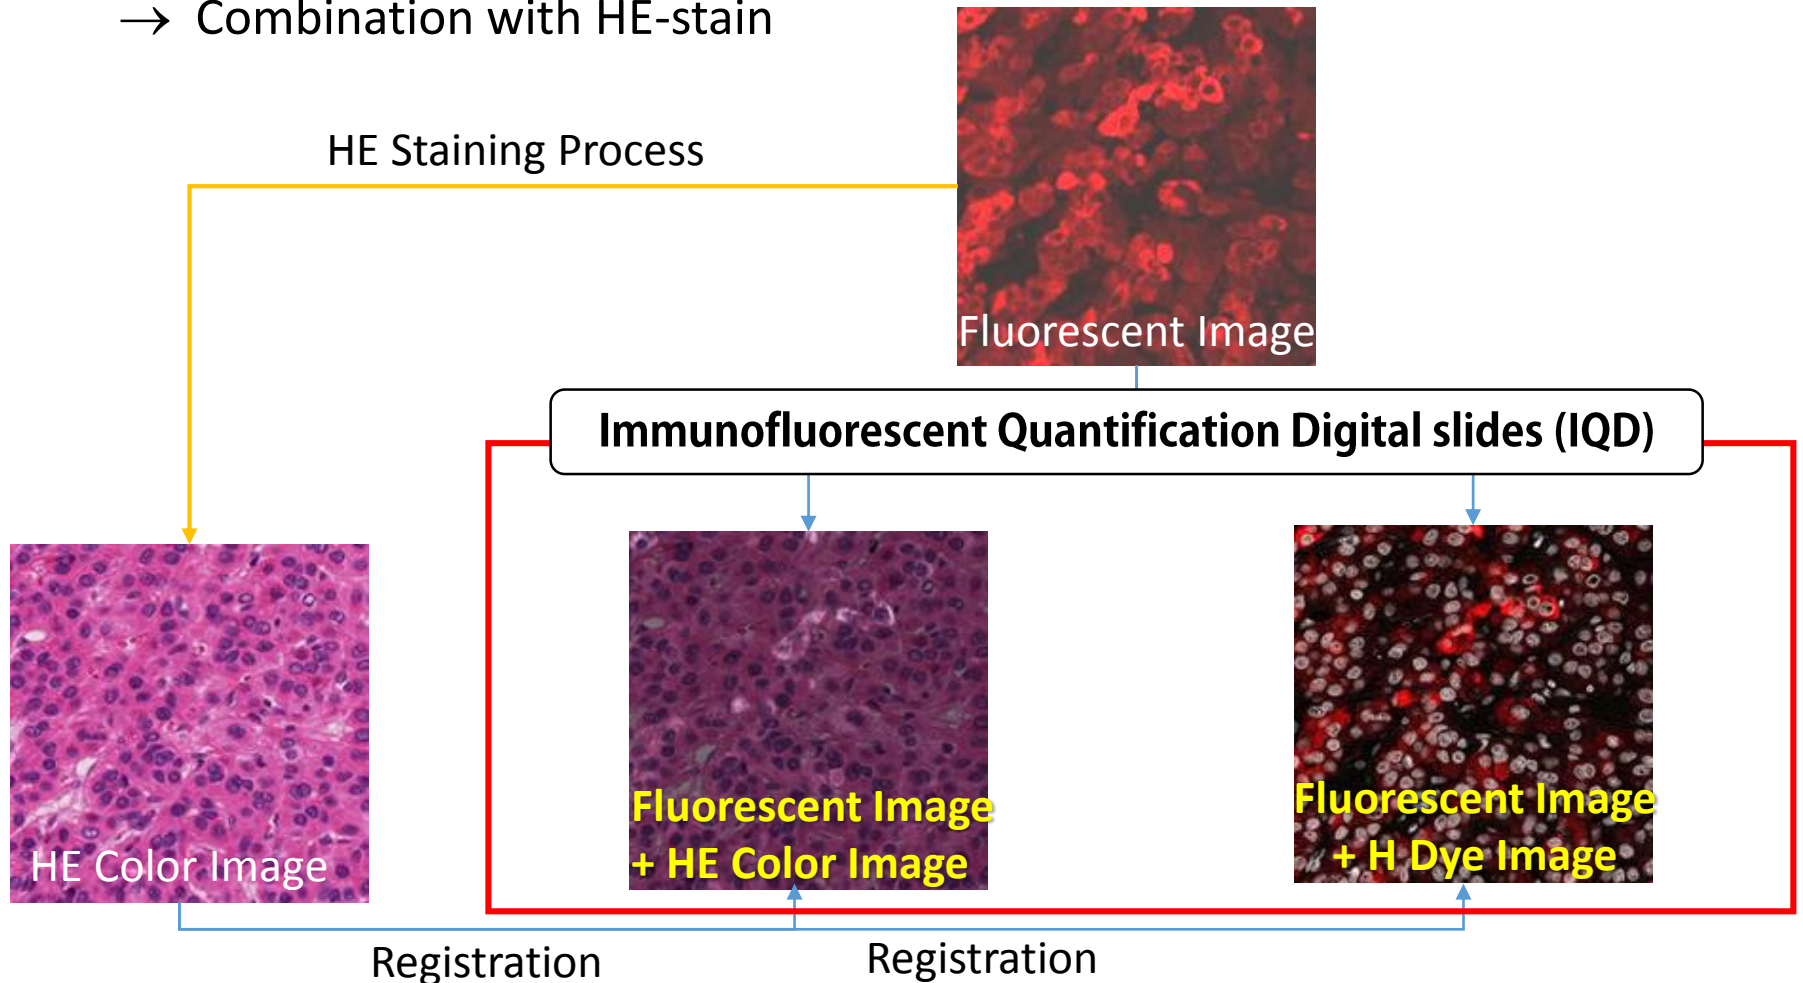 → Combination with HE-stain
HE Staining Process
Fluorescent Image
Immunofluorescent Quantification Digital slides (IQD)
HE Color Image
Fluorescent Image
+ HE Color Image
Fluorescent Image
+ H Dye Image
Registration
Registration